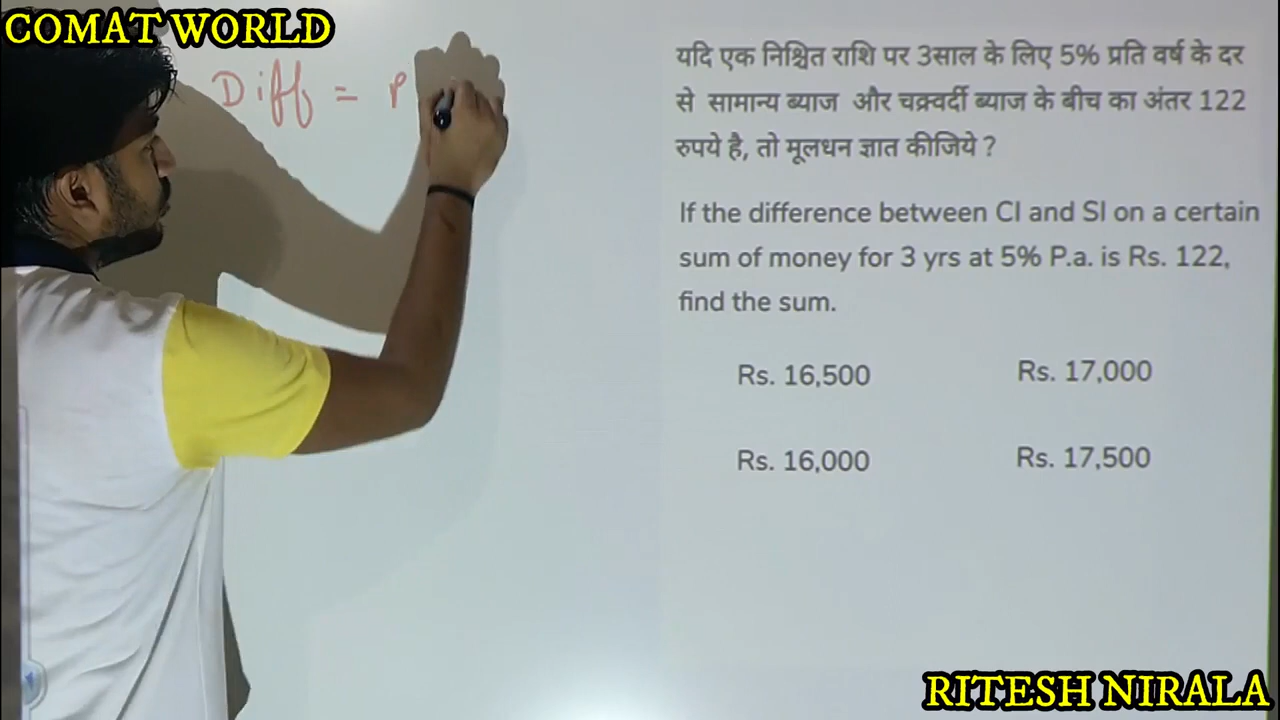 COMAT WORLD
Diff = P
यदि एक निश्चित राशि पर 3साल के लिए 5% प्रति वर्ष के दर
से सामान्य ब्याज और चक्र्वर्दी ब्याज के बीच का अंतर 122
रुपये है, तो मूलधन ज्ञात कीजिये ?
If the difference between CI and SI on a certain
sum of money for 3 yrs at 5% P.a. is Rs. 122,
find the sum.
Rs. 16,500 Rs. 17,000
Rs. 16,000 Rs. 17,500
RITESH NIRALA